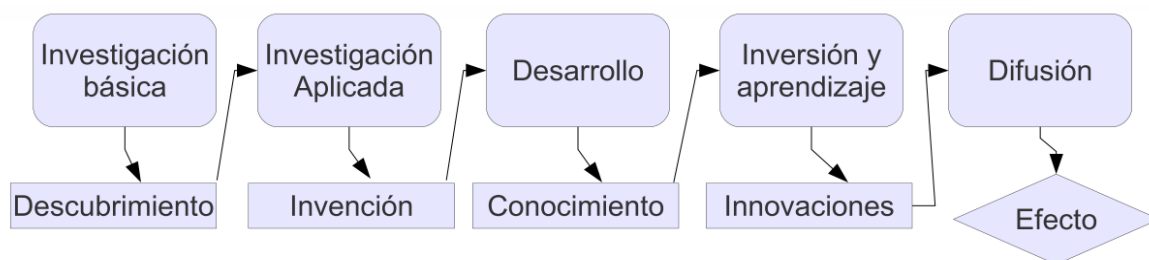 Investigación
básica
Investigación
Aplicada
Desarrollo
Inversión y
aprendizaje
Difusión
Descubrimiento
Invención
Conocimiento
Innovaciones
Efecto